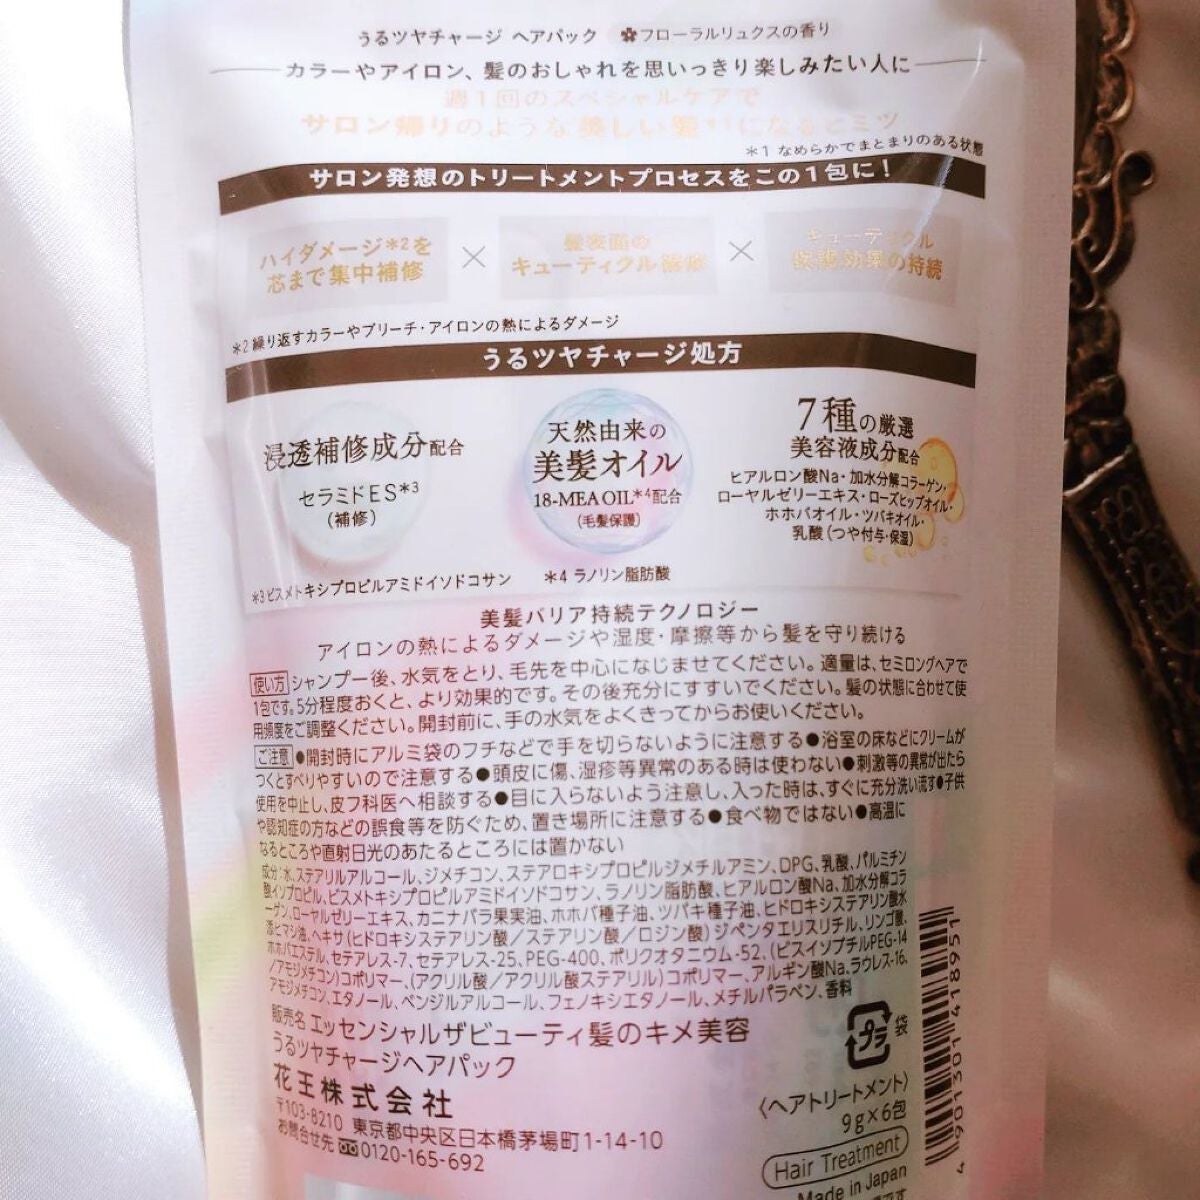 うるツヤチャージ ヘアパック フローラルリュクスの香り
カラーやアイロン、髪のおしゃれを思いっきり楽しみたい人に
週1回のスペシャルケアで
サロン帰りのような美しい髪*1になるヒミツ
*1 なめらかでまとまりのある状態
サロン発想のトリートメントプロセスをこの1包に!
ハイダメージ*2を
芯まで集中補修
×
髪表面の
キューティクル補修
×
キューティクル
保護効果の持続
*2 繰り返すカラーやブリーチ・アイロンの熱によるダメージ
うるツヤチャージ処方
浸透補修成分配合
セラミドES*3
(補修)
*3 ビスメトキシプロピルアミドイソドコサン
天然由来の
美髪オイル
18-MEA OIL*4配合
(毛髪保護)
*4 ラノリン脂肪酸
7種の厳選
美容液成分配合
ヒアルロン酸Na・加水分解コラーゲン・
ローヤルゼリーエキス・ローズヒップオイル・
ホホバオイル・ツバキオイル・
乳酸(つや付与・保湿)
美髪バリア持続テクノロジー
アイロンの熱によるダメージや湿度・摩擦等から髪を守り続ける
使い方 シャンプー後、水気をとり、毛先を中心になじませてください。適量は、セミロングヘアで
1包です。5分程度おくと、より効果的です。その後充分にすすいでください。髪の状態に合わせて使
用頻度をご調整ください。開封前に、手の水気をよくきってからお使いください。
ご注意 ●開封時にアルミ袋のフチなどで手を切らないように注意する●浴室の床などにクリームが
つくとすべりやすいので注意する●頭皮に傷、湿疹等異常のある時は使わない●刺激等の異常が出たら
使用を中止し、皮フ科医へ相談する●目に入らないよう注意し、入った時は、すぐに充分洗い流す●子供
や認知症の方などの誤食等を防ぐため、置き場所に注意する●食べ物ではない●高温に
なるところや直射日光のあたるところには置かない
成分:水、ステアリルアルコール、ジメチコン、ステアロキシプロピルジメチルアミン、DPG、乳酸、パルミチン
酸イソプロピル、ビスメトキシプロピルアミドイソドコサン、ラノリン脂肪酸、ヒアルロン酸Na、加水分解コラ
ーゲン、ローヤルゼリーエキス、カニナバラ果実油、ホホバ種子油、ツバキ種子油、ヒドロキシステアリン酸水
添ヒマシ油、ヘキサ(ヒドロキシステアリン酸/ステアリン酸/ロジン酸)ジペンタエリスリチル、リンゴ酸、
ホホバエステル、セテアレス-7、セテアレス-25、PEG-400、ポリクオタニウム-52、(ビスイソブチルPEG-14
/アモジメチコン)コポリマー、(アクリル酸/アクリル酸ステアリル)コポリマー、アルギン酸Na、ラウレス-16、
アモジメチコン、エタノール、ベンジルアルコール、フェノキシエタノール、メチルパラベン、香料
販売名 エッセンシャルザビューティ髪のキメ美容
うるツヤチャージヘアパック
花王株式会社
〒103-8210 東京都中央区日本橋茅場町1-14-10
お問合せ先 0120-165-692
プラ 袋
〈ヘアトリートメント〉
9g×6包
Hair Treatment
Made in Japan
4 901301 418951